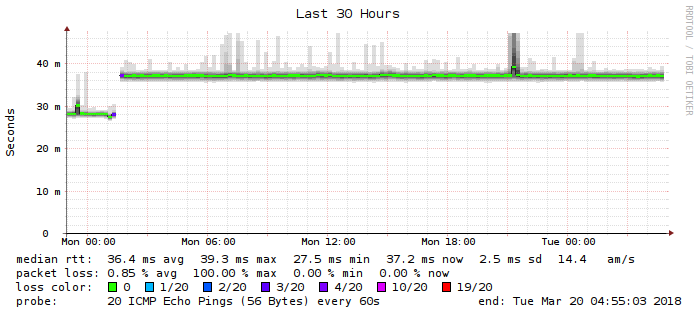 Last 30 Hours
RRDTOOL / TOBI OETIKER
Seconds
40 m
30 m
20 m
10 m
0
Mon 00:00 Mon 06:00 Mon 12:00 Mon 18:00 Tue 00:00
median rtt: 36.4 ms avg 39.3 ms max 27.5 ms min 37.2 ms now 2.5 ms sd 14.4 am/s
packet loss: 0.85 % avg 100.00 % max 0.00 % min 0.00 % now
loss color: 0 1/20 2/20 3/20 4/20 10/20 19/20
probe: 20 ICMP Echo Pings (56 Bytes) every 60s end: Tue Mar 20 04:55:03 2018